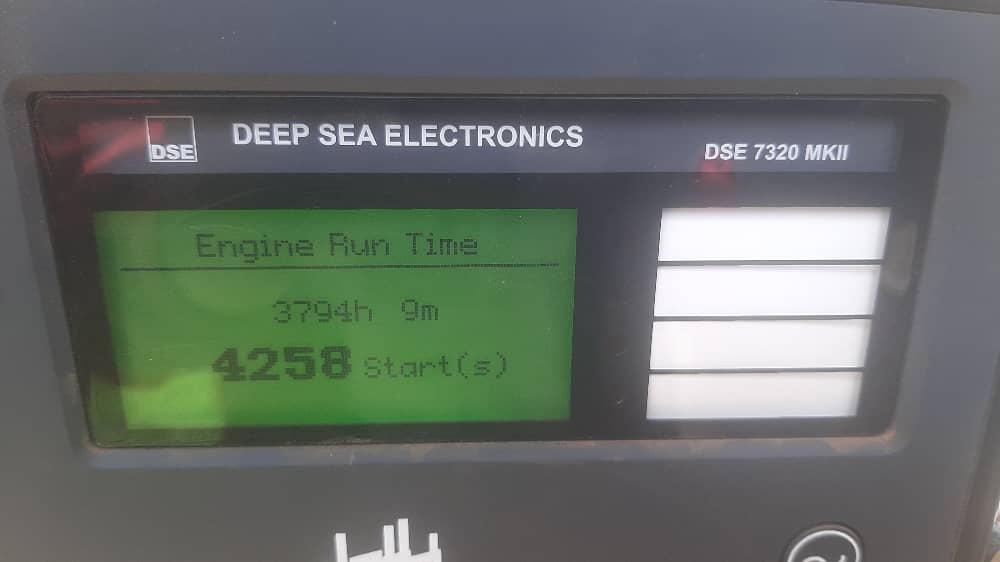 DSE
DEEP SEA ELECTRONICS
DSE 7320 MKII
Engine Run Time
3794h 9m
4258 Start(s)